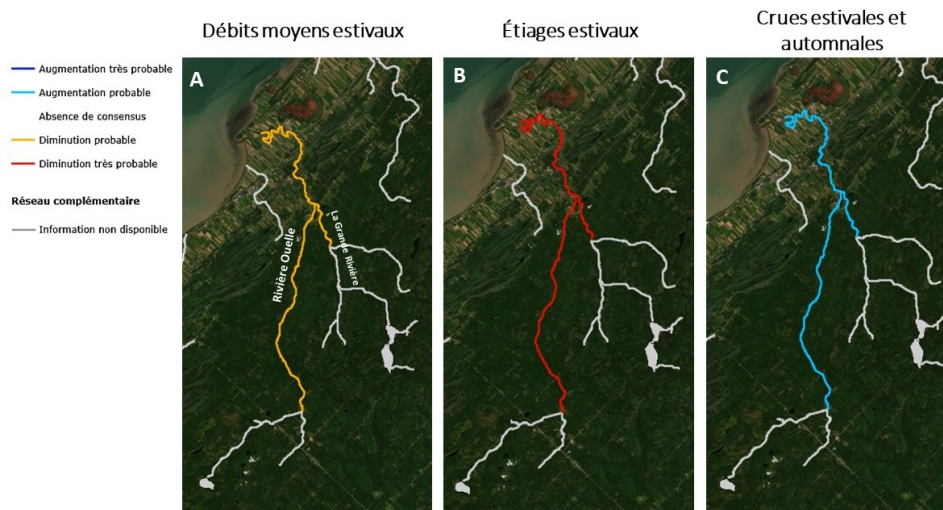 Débits moyens estivaux
Étiages estivaux
Crues estivales et
automnales
Augmentation très probable
Augmentation probable
Absence de consensus
Diminution probable
Diminution très probable
Réseau complémentaire
Information non disponible
A
Rivière Ouelle
La Grande Rivière
B
C